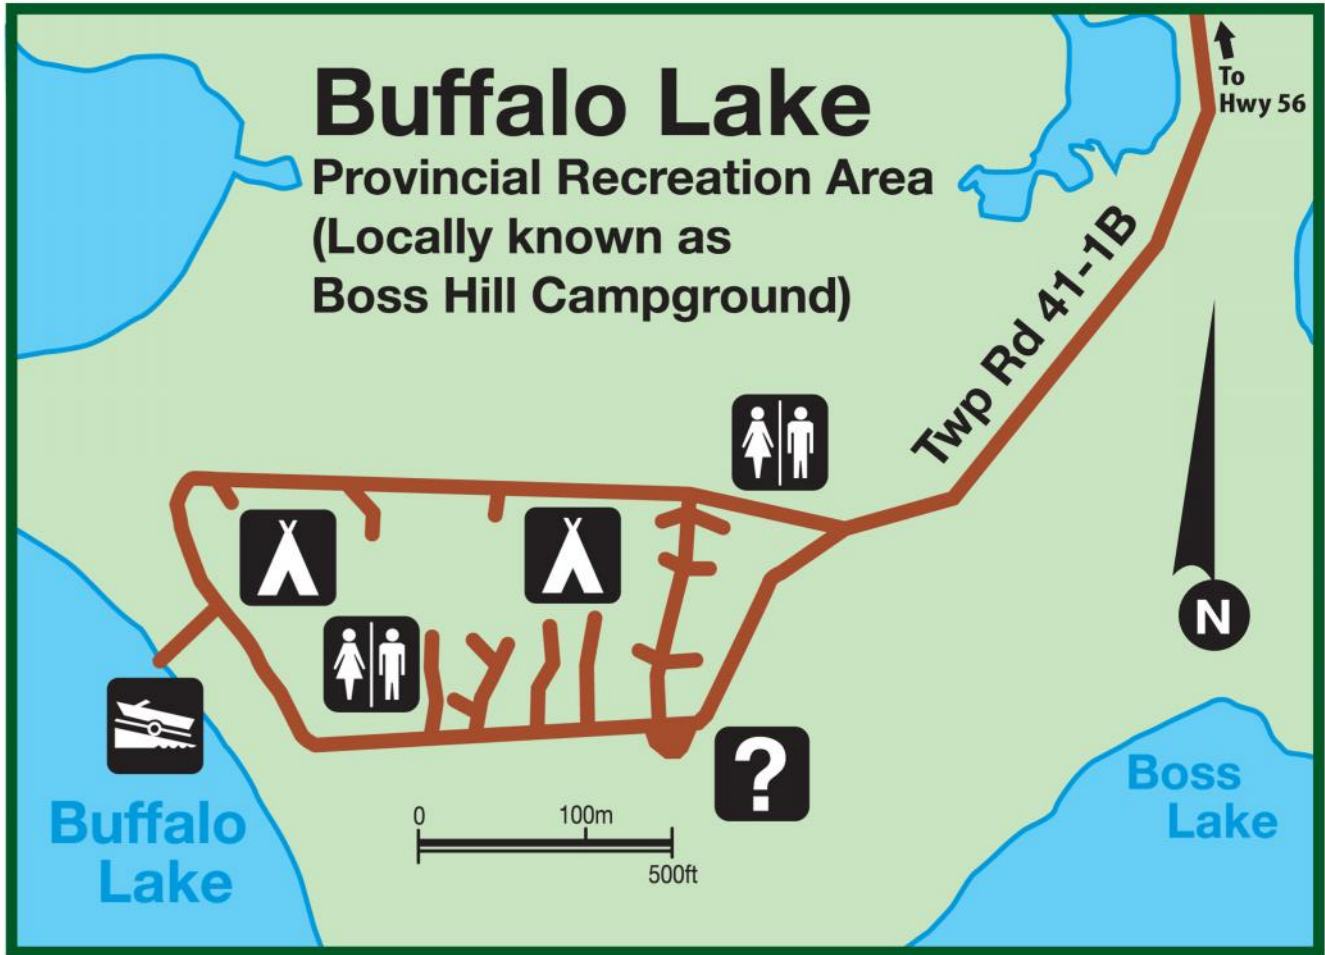 Buffalo Lake
Provincial Recreation Area
(Locally known as
Boss Hill Campground)
To
Hwy 56
Twp Rd 41-1B
N
?
Boss
Lake
Buffalo
Lake
0
100m
500ft